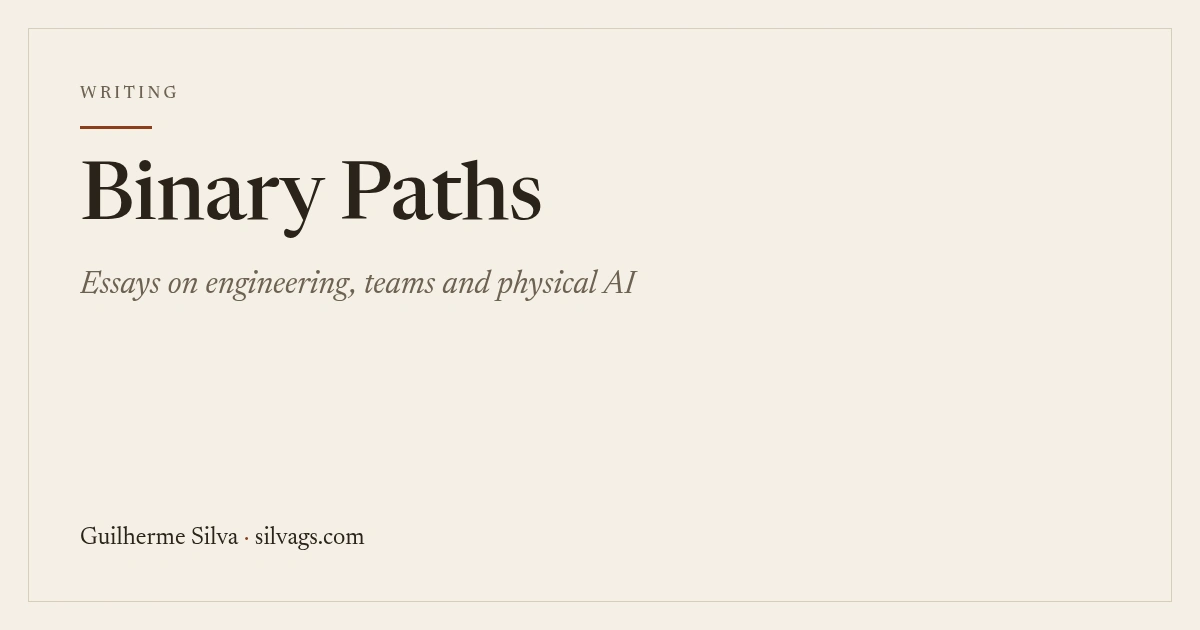 WRITING
Binary Paths
Essays on engineering, teams and physical AI
Guilherme Silva · silvags.com